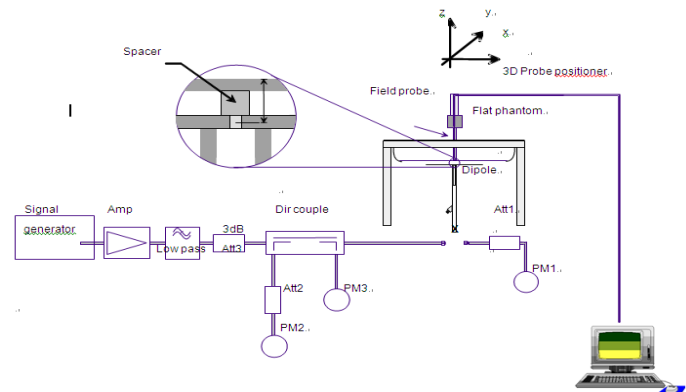 z
y
x
Spacer
3D Probe positioner
Field probe
Flat phantom
Dipole
Signal
generator
Amp
Low pass
3dB
Att3
Dir couple
Att1
Att2
PM3
PM1
PM2
x